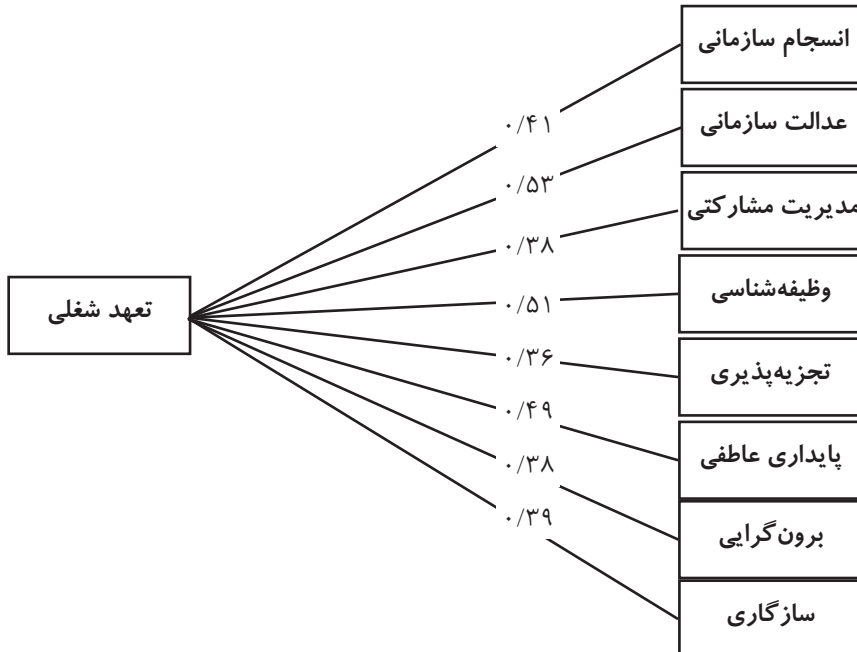 انسجام سازمانی
۰/۴۱
عدالت سازمانی
۰/۵۳
مدیریت مشارکتی
۰/۳۸
وظیفه‌شناسی
۰/۵۱
تعهد شغلی
تجزیه‌پذیری
۰/۳۶
پایداری عاطفی
۰/۴۹
برون‌گرایی
۰/۳۸
سازگاری
۰/۳۹